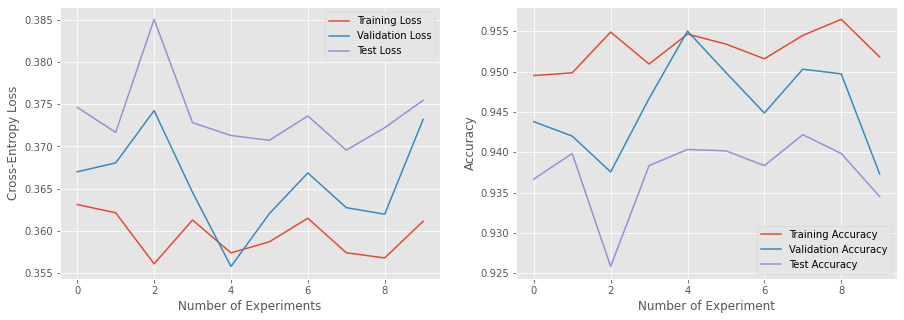 Cross-Entropy Loss
0.385
0.380
0.375
0.370
0.365
0.360
0.355
0 2 4 6 8
Number of Experiments
Training Loss
Validation Loss
Test Loss
Accuracy
0.955
0.950
0.945
0.940
0.935
0.930
0.925
0 2 4 6 8
Number of Experiment
Training Accuracy
Validation Accuracy
Test Accuracy